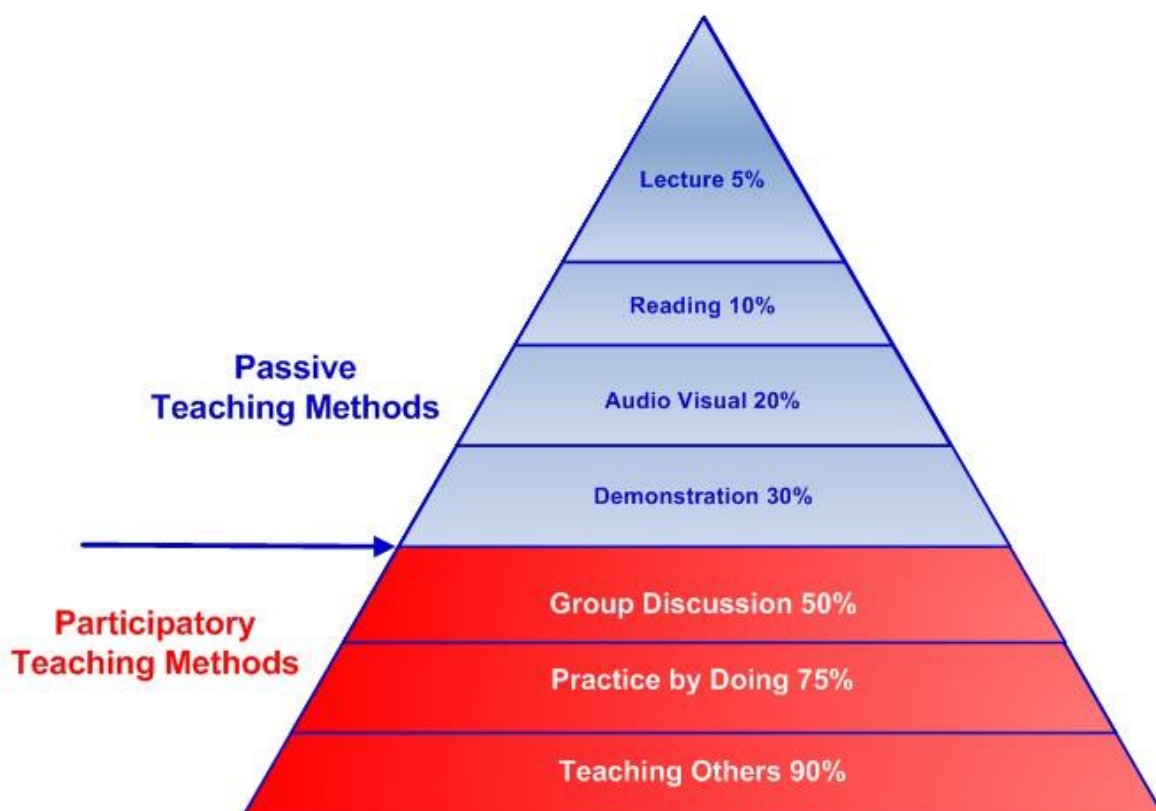 Lecture 5%
Reading 10%
Passive
Teaching Methods
Audio Visual 20%
Demonstration 30%
Participatory
Teaching Methods
Group Discussion 50%
Practice by Doing 75%
Teaching Others 90%